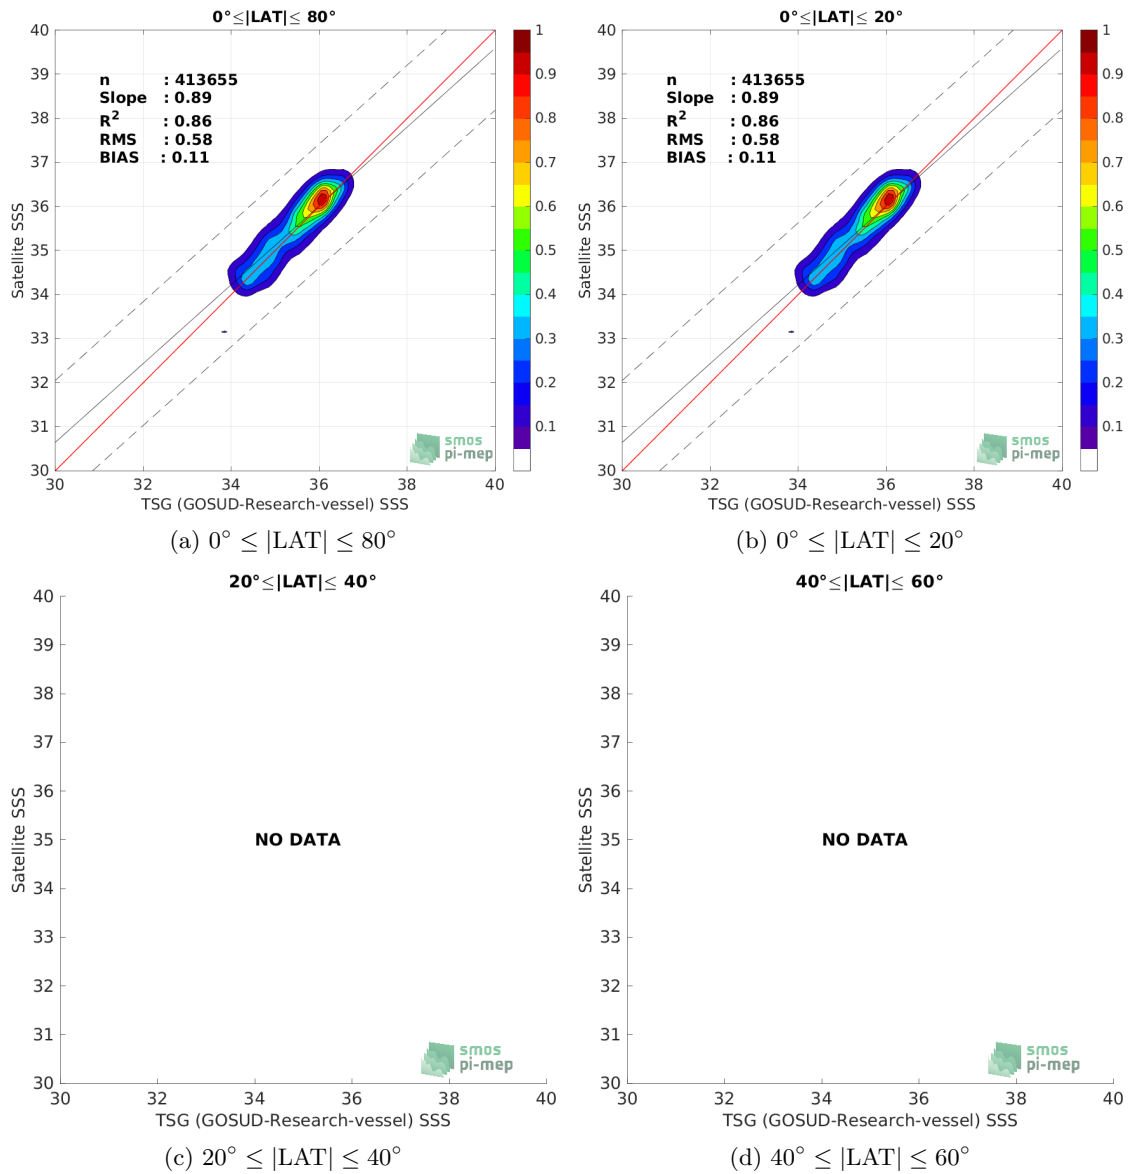 0°≤|LAT|≤ 80°
40
39
38
37
36
35
34
33
32
31
30
n : 413655
Slope : 0.89
R2 : 0.86
RMS : 0.58
BIAS : 0.11
Satellite SSS
smos
pi-mep
30 32 34 36 38 40
TSG (GOSUD-Research-vessel) SSS
1
0.9
0.8
0.7
0.6
0.5
0.4
0.3
0.2
0.1
(a) 0° ≤ |LAT| ≤ 80°
0°≤|LAT|≤ 20°
40
39
38
37
36
35
34
33
32
31
30
n : 413655
Slope : 0.89
R2 : 0.86
RMS : 0.58
BIAS : 0.11
Satellite SSS
smos
pi-mep
30 32 34 36 38 40
TSG (GOSUD-Research-vessel) SSS
1
0.9
0.8
0.7
0.6
0.5
0.4
0.3
0.2
0.1
(b) 0° ≤ |LAT| ≤ 20°
20°≤|LAT|≤ 40°
40
39
38
37
36
35
34
33
32
31
30
Satellite SSS
NO DATA
smos
pi-mep
30 32 34 36 38 40
TSG (GOSUD-Research-vessel) SSS
(c) 20° ≤ |LAT| ≤ 40°
40°≤|LAT|≤ 60°
40
39
38
37
36
35
34
33
32
31
30
Satellite SSS
NO DATA
smos
pi-mep
30 32 34 36 38 40
TSG (GOSUD-Research-vessel) SSS
(d) 40° ≤ |LAT| ≤ 60°